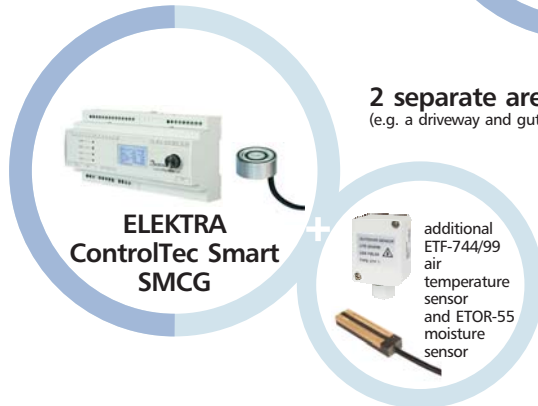 2 separate are
(e.g. a driveway and gut
ELEKTRA
ControlTec Smart
SMCG
+
additional
ETF-744/99
air
temperature
sensor
and ETOR-55
moisture
sensor